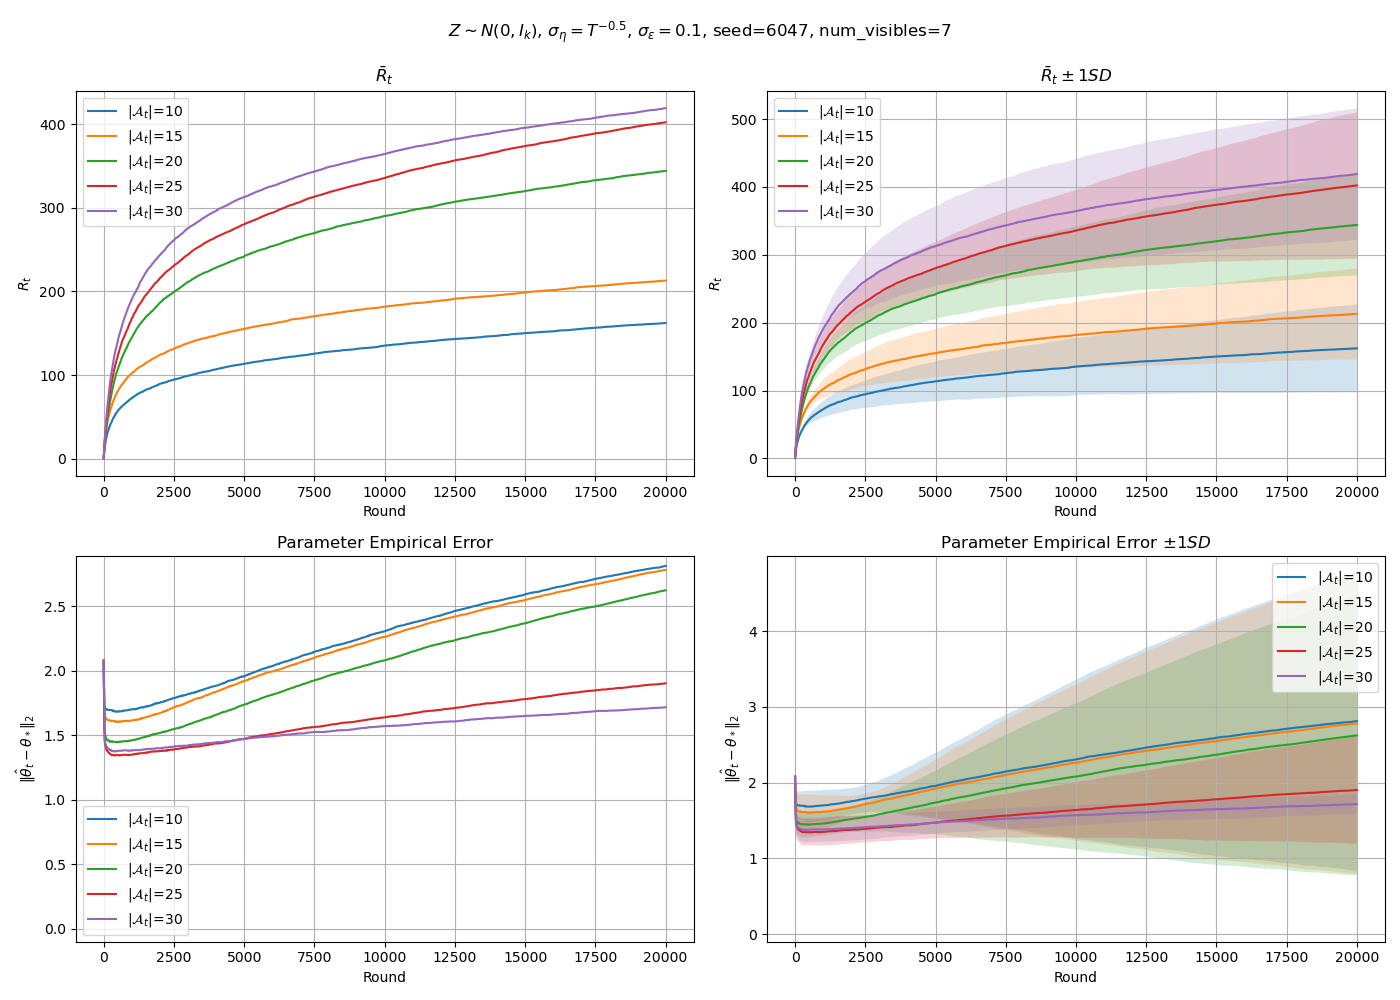 Z ~ N(0, I_k), σ_η = T^{−0.5}, σ_ε = 0.1, seed=6047, num_visibles=7
R̄_t
R_t
400
300
200
100
0
|𝒜_t|=10
|𝒜_t|=15
|𝒜_t|=20
|𝒜_t|=25
|𝒜_t|=30
0 2500 5000 7500 10000 12500 15000 17500 20000
Round
R̄_t ± 1SD
R_t
500
400
300
200
100
0
|𝒜_t|=10
|𝒜_t|=15
|𝒜_t|=20
|𝒜_t|=25
|𝒜_t|=30
0 2500 5000 7500 10000 12500 15000 17500 20000
Round
Parameter Empirical Error
‖θ̂_t − θ_*‖_2
2.5
2.0
1.5
1.0
0.5
0.0
|𝒜_t|=10
|𝒜_t|=15
|𝒜_t|=20
|𝒜_t|=25
|𝒜_t|=30
0 2500 5000 7500 10000 12500 15000 17500 20000
Round
Parameter Empirical Error ±1SD
‖θ̂_t − θ_*‖_2
4
3
2
1
0
|𝒜_t|=10
|𝒜_t|=15
|𝒜_t|=20
|𝒜_t|=25
|𝒜_t|=30
0 2500 5000 7500 10000 12500 15000 17500 20000
Round